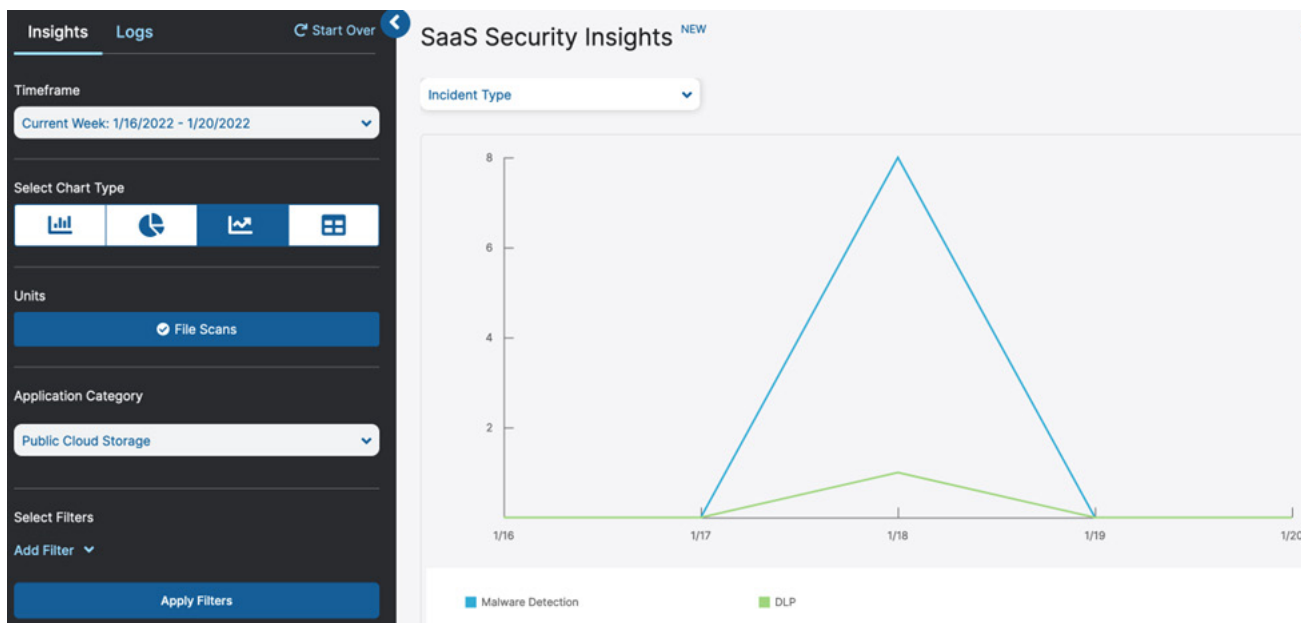 Insights Logs Start Over
Timeframe
Current Week: 1/16/2022 - 1/20/2022
Select Chart Type
Units
File Scans
Application Category
Public Cloud Storage
Select Filters
Add Filter
Apply Filters
SaaS Security Insights NEW
Incident Type
8
6
4
2
1/16 1/17 1/18 1/19 1/20
Malware Detection DLP